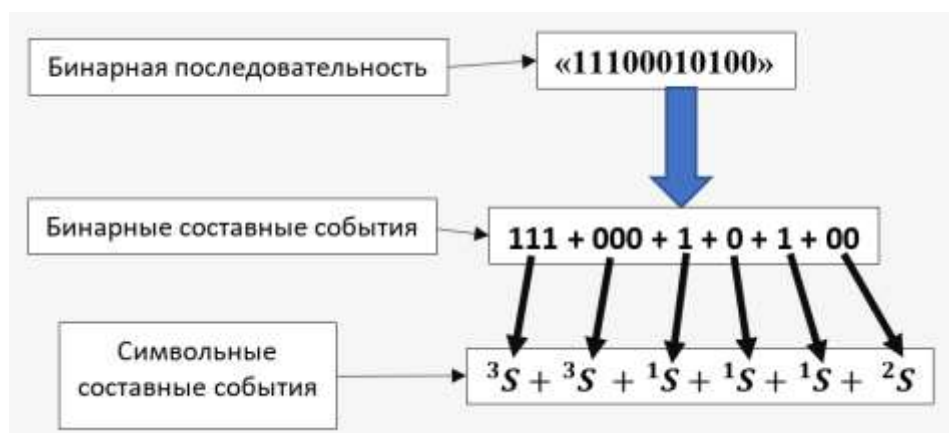 Бинарная последовательность
«11100010100»
Бинарные составные события
111 + 000 + 1 + 0 + 1 + 00
Символьные
составные события
³S + ³S + ¹S + ¹S + ¹S + ²S